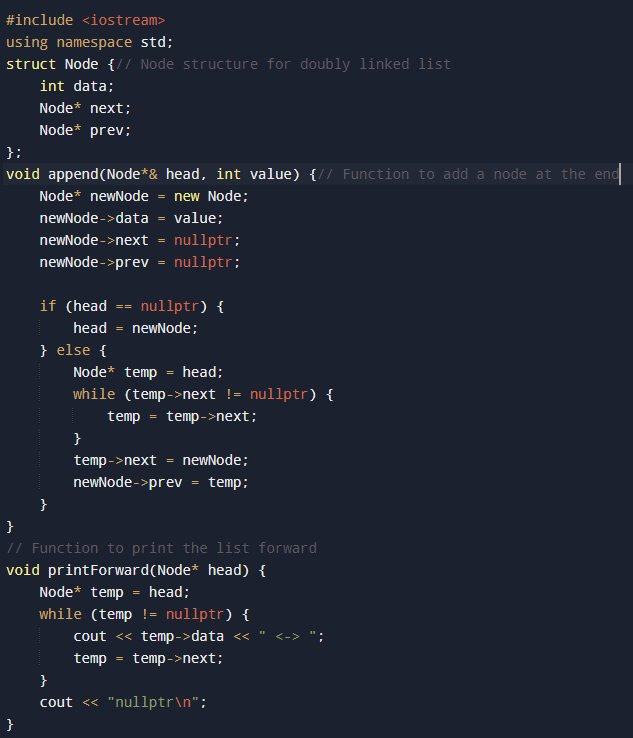 #include <iostream>
using namespace std;
struct Node {// Node structure for doubly linked list
    int data;
    Node* next;
    Node* prev;
};
void append(Node*& head, int value) {// Function to add a node at the end
    Node* newNode = new Node;
    newNode->data = value;
    newNode->next = nullptr;
    newNode->prev = nullptr;

    if (head == nullptr) {
        head = newNode;
    } else {
        Node* temp = head;
        while (temp->next != nullptr) {
            temp = temp->next;
        }
        temp->next = newNode;
        newNode->prev = temp;
    }
}
// Function to print the list forward
void printForward(Node* head) {
    Node* temp = head;
    while (temp != nullptr) {
        cout << temp->data << " <-> ";
        temp = temp->next;
    }
    cout << "nullptr\n";
}